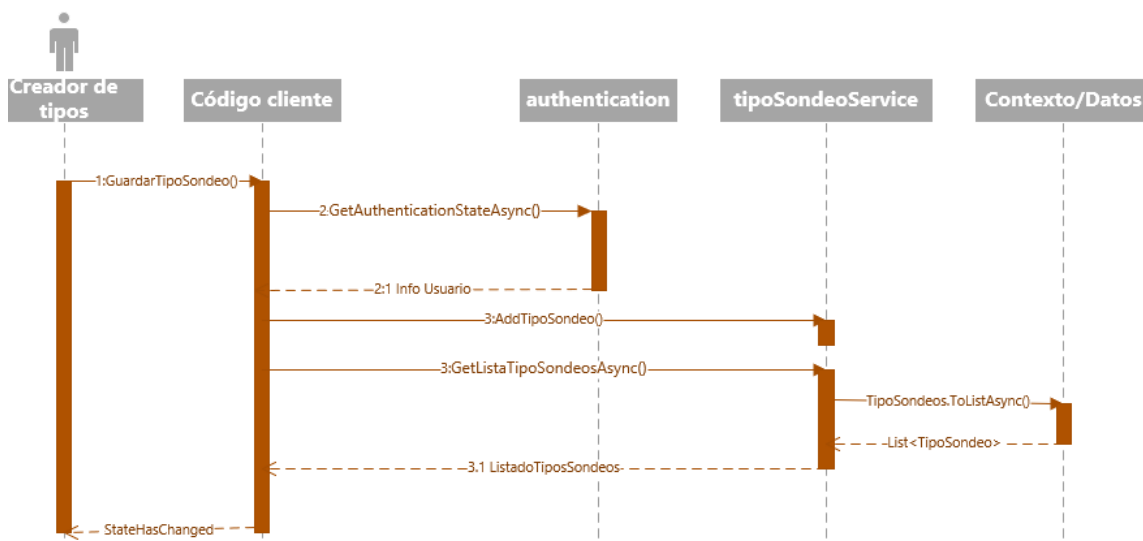 Creador de
tipos
Código cliente
authentication
tipoSondeoService
Contexto/Datos
1:GuardarTipoSondeo()
2.GetAuthenticationStateAsync()
2:1 Info Usuario
3:AddTipoSondeo()
3:GetListaTipoSondeosAsync()
TipoSondeos.ToListAsync()
List<TipoSondeo>
3.1 ListadoTiposSondeos
StateHasChanged